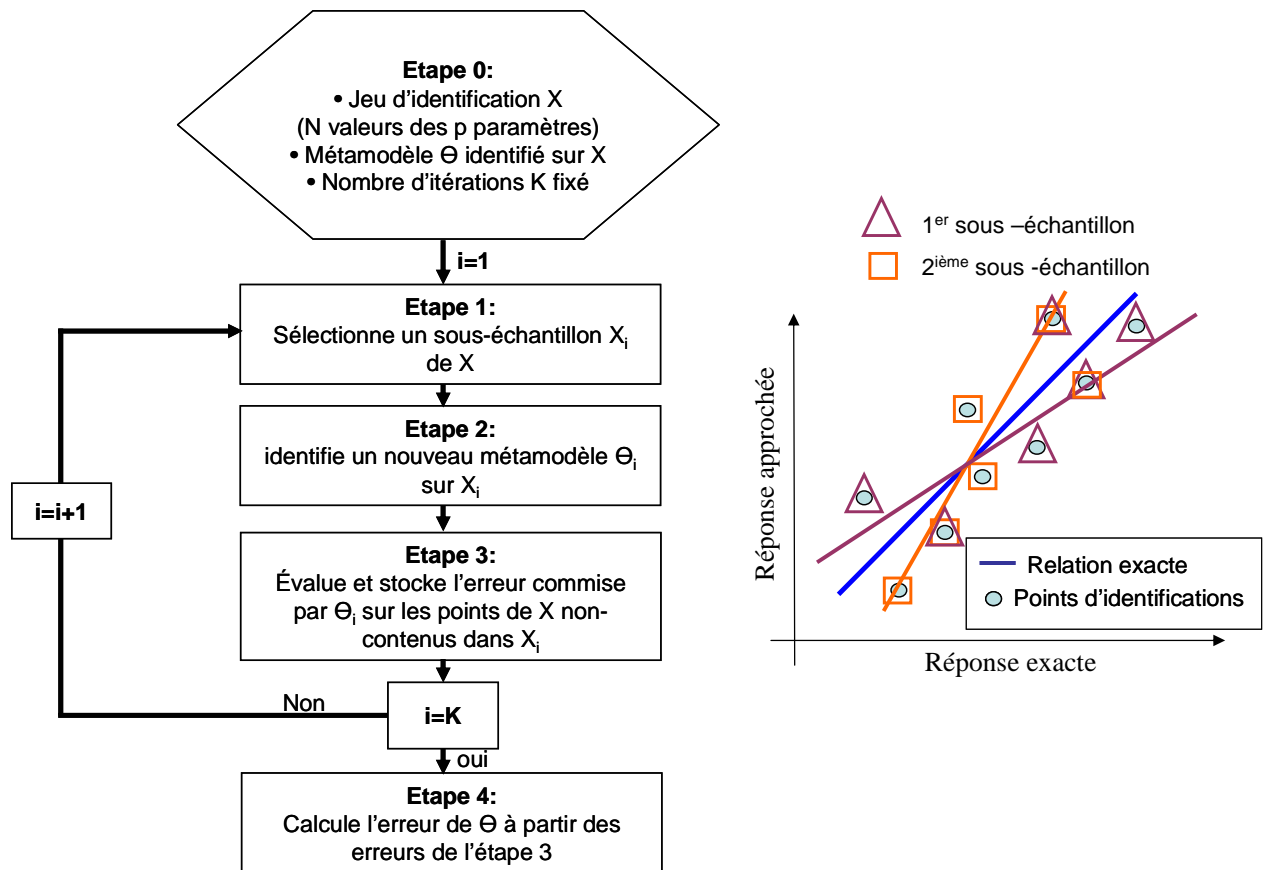 Etape 0:
• Jeu d'identification X
(N valeurs des p paramètres)
• Métamodèle Ɵ identifié sur X
• Nombre d'itérations K fixé
i=1
Etape 1:
Sélectionne un sous-échantillon Xi
de X
Etape 2:
identifie un nouveau métamodèle Ɵi
sur Xi
i=i+1
Etape 3:
Évalue et stocke l'erreur commise
par Ɵi sur les points de X non-
contenus dans Xi
Non
i=K
oui
Etape 4:
Calcule l'erreur de Ɵ à partir des
erreurs de l'étape 3
1er sous –échantillon
2ième sous -échantillon
Réponse approchée
Relation exacte
Points d'identifications
Réponse exacte